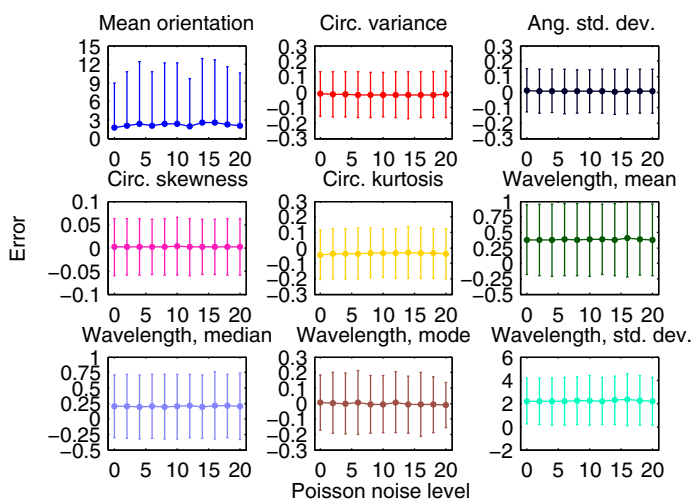 Mean orientation
15
12
9
6
3
0
0 5 10 15 20
Circ. variance
0.3
0.2
0.1
0
−0.1
−0.2
−0.3
0 5 10 15 20
Ang. std. dev.
0.3
0.2
0.1
0
−0.1
−0.2
−0.3
0 5 10 15 20
Error
Circ. skewness
0.1
0.05
0
−0.05
−0.1
0 5 10 15 20
Circ. kurtosis
0.3
0.2
0.1
0
−0.1
−0.2
−0.3
0 5 10 15 20
Wavelength, mean
1
0.75
0.5
0.25
0
−0.25
−0.5
0 5 10 15 20
Wavelength, median
1
0.75
0.5
0.25
0
−0.25
−0.5
0 5 10 15 20
Wavelength, mode
0.3
0.2
0.1
0
−0.1
−0.2
−0.3
0 5 10 15 20
Wavelength, std. dev.
6
4
2
0
−2
0 5 10 15 20
Poisson noise level